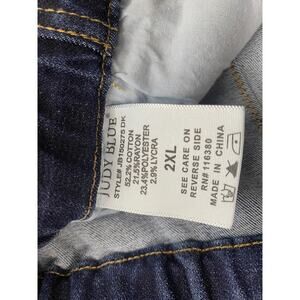 JUDY BLUE
STYLE# JB150275 DK
52.2% COTTON
21.5% RAYON
23.4% POLYESTER
2.9% LYCRA
2XL
SEE CARE ON
REVERSE SIDE
RN# 116380
MADE IN CHINA